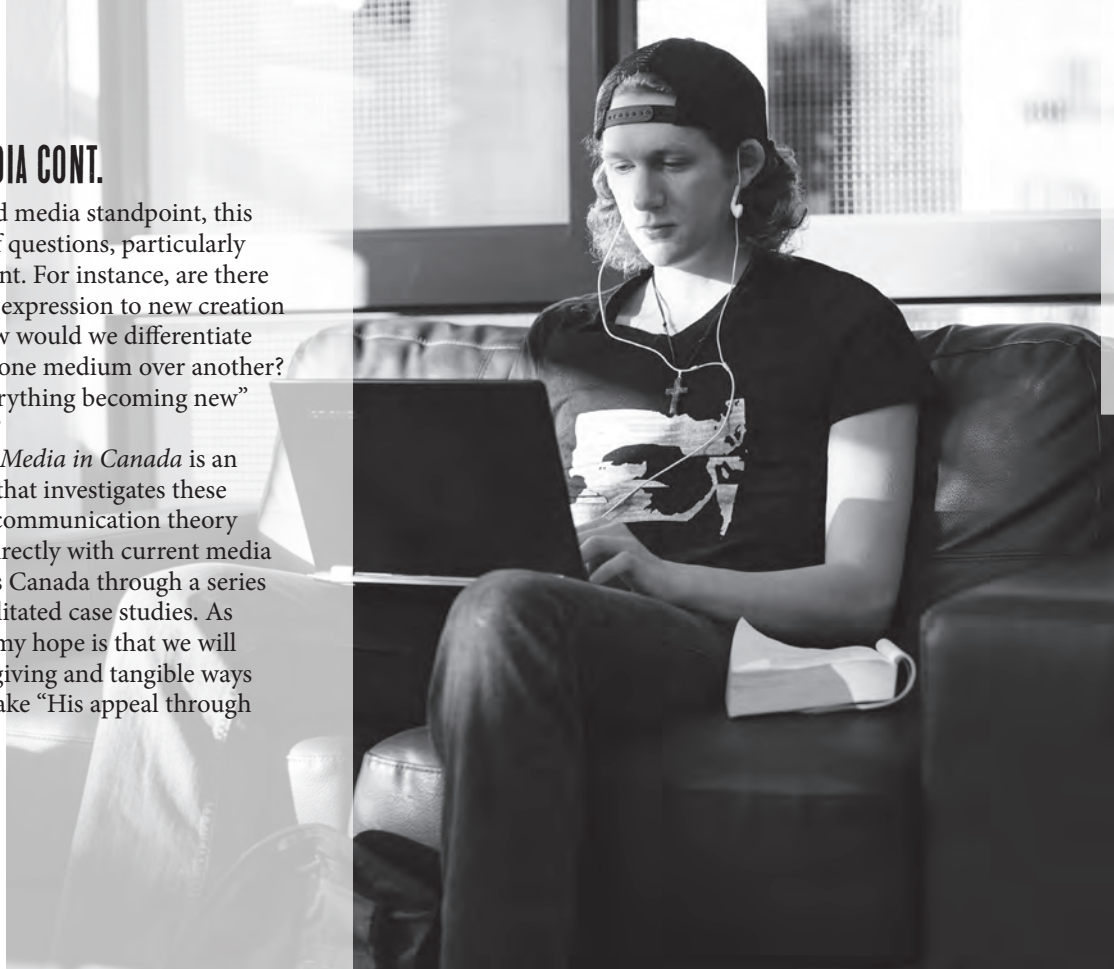 DIA CONT.
d media standpoint, this
f questions, particularly
nt. For instance, are there
expression to new creation
w would we differentiate
one medium over another?
rything becoming new”
Media in Canada is an
that investigates these
communication theory
rectly with current media
s Canada through a series
litated case studies. As
my hope is that we will
giving and tangible ways
ake “His appeal through